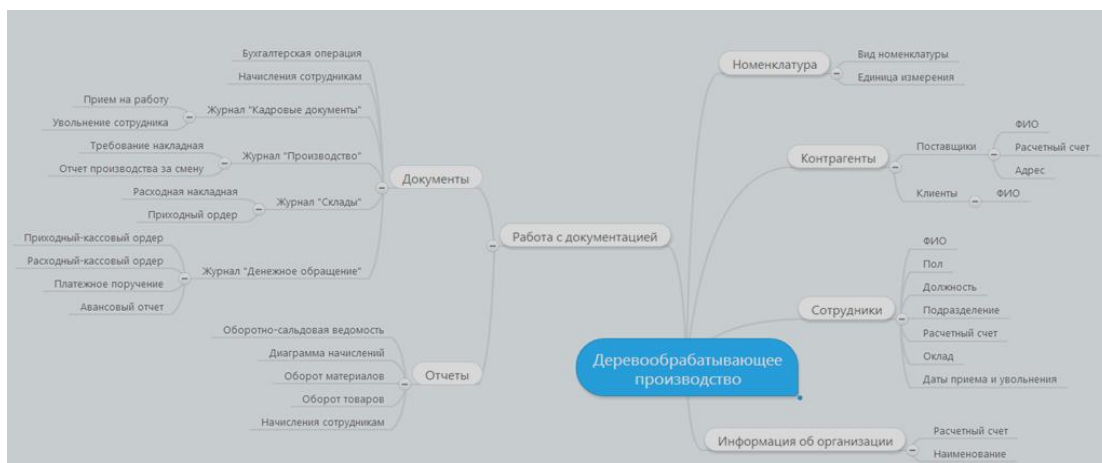 Бухгалтерская операция
Начисления сотрудникам
Прием на работу
Увольнение сотрудника
Журнал "Кадровые документы"
Требование накладная
Отчет производства за смену
Журнал "Производство"
Расходная накладная
Приходный ордер
Журнал "Склады"
Приходный-кассовый ордер
Расходный-кассовый ордер
Платежное поручение
Авансовый отчет
Журнал "Денежное обращение"
Документы
Оборотно-сальдовая ведомость
Диаграмма начислений
Оборот материалов
Оборот товаров
Начисления сотрудникам
Отчеты
Работа с документацией
Деревообрабатывающее
производство
Номенклатура
Вид номенклатуры
Единица измерения
Контрагенты
Поставщики
ФИО
Расчетный счет
Адрес
Клиенты
ФИО
Сотрудники
ФИО
Пол
Должность
Подразделение
Расчетный счет
Оклад
Даты приема и увольнения
Информация об организации
Расчетный счет
Наименование